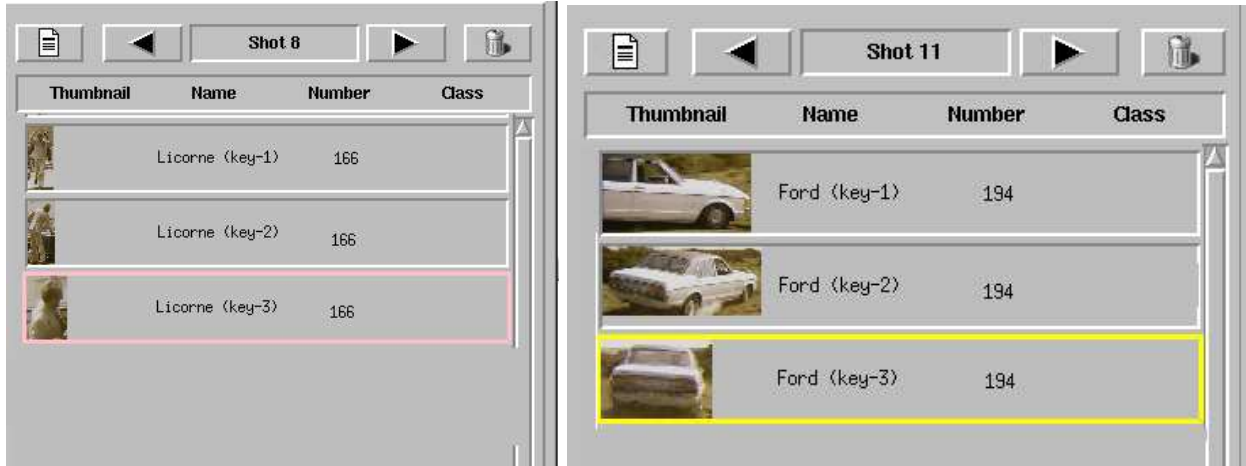 Shot 8
Thumbnail Name Number Class
Licorne (key-1) 166
Licorne (key-2) 166
Licorne (key-3) 166
Shot 11
Thumbnail Name Number Class
Ford (key-1) 194
Ford (key-2) 194
Ford (key-3) 194